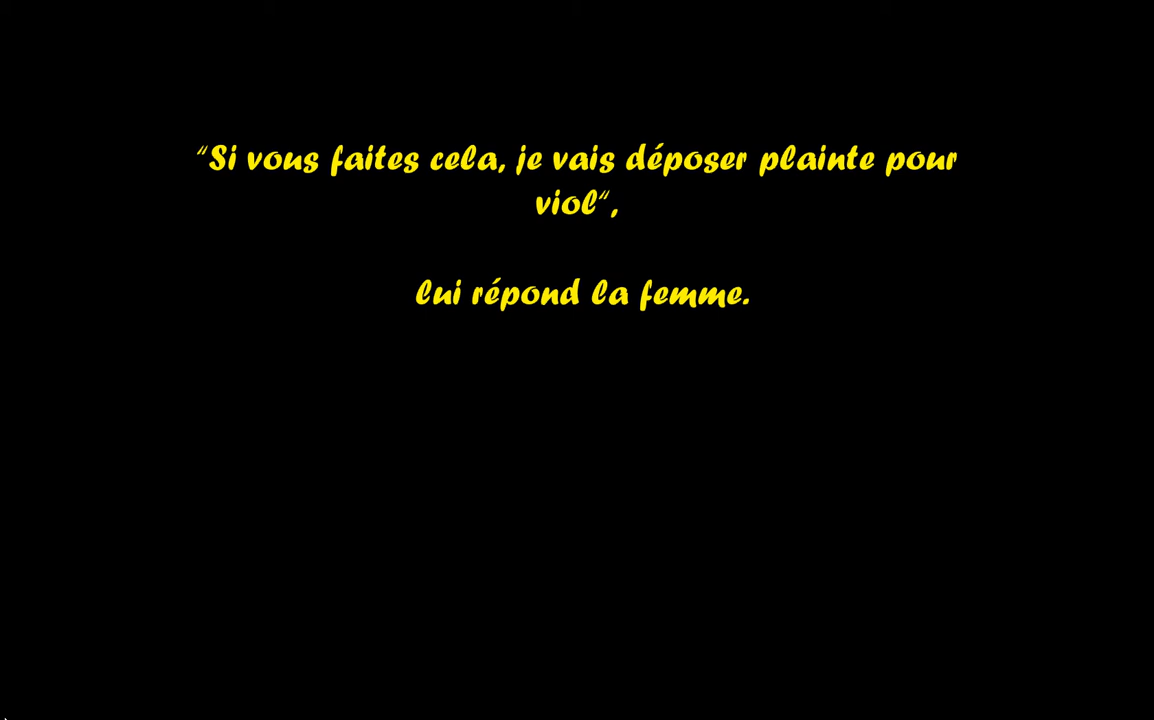 “Si vous faites cela, je vais déposer plainte pour
viol“,
lui répond la femme.